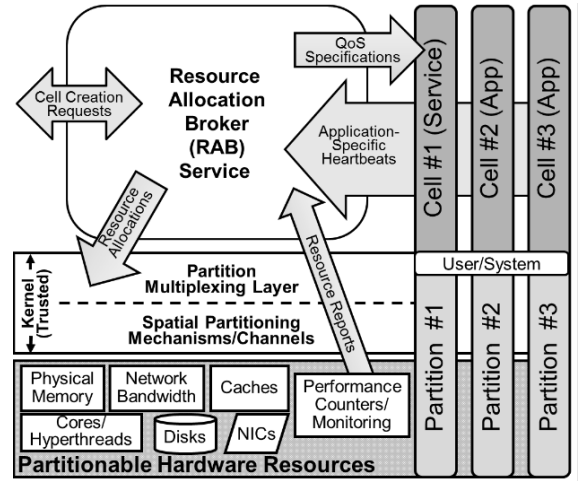 QoS
Specifications
Cell Creation
Requests
Resource
Allocation
Broker
(RAB)
Service
Application-
Specific
Heartbeats
Cell #1 (Service)
Cell #2 (App)
Cell #3 (App)
Resource
Allocations
Resource Reports
Kernel
(Trusted)
Partition
Multiplexing Layer
Spatial Partitioning
Mechanisms/Channels
User/System
Partition #1
Partition #2
Partition #3
Physical
Memory
Network
Bandwidth
Caches
Performance
Counters/
Monitoring
Cores/
Hyperthreads
Disks
NICs
Partitionable Hardware Resources